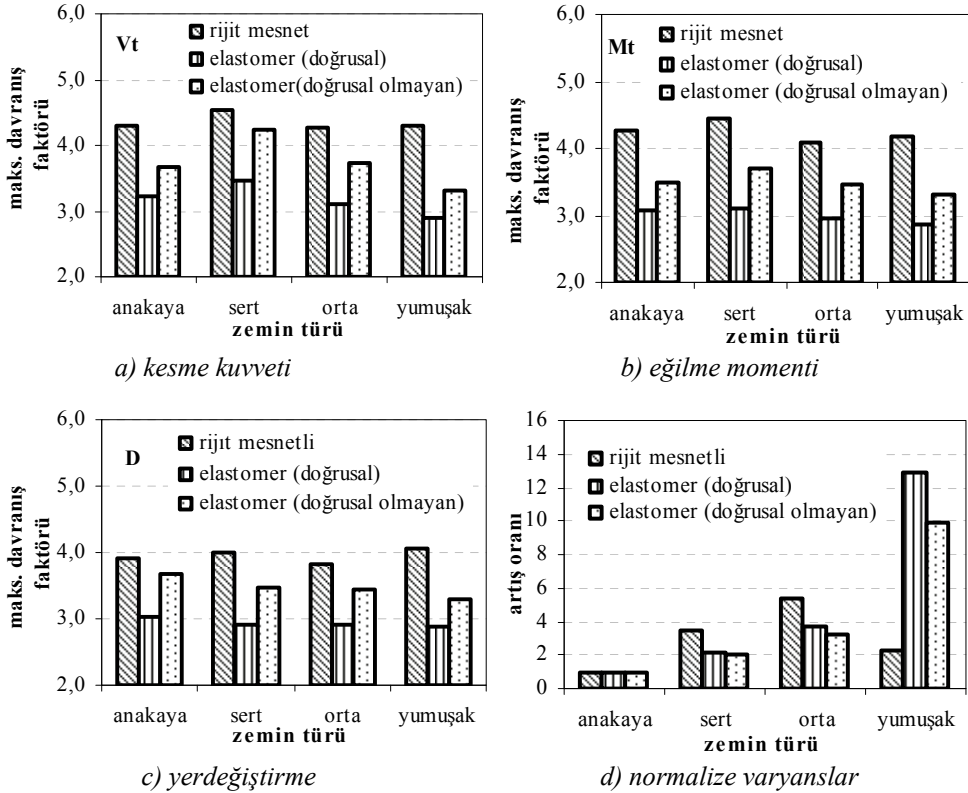 6,0
5,0
4,0
3,0
2,0
maks. davranış
faktörü
Vt
rijit mesnet
elastomer (doğrusal)
elastomer(doğrusal olmayan)
anakaya sert orta yumuşak
zemin türü
a) kesme kuvveti
6,0
5,0
4,0
3,0
2,0
maks. davranış
faktörü
Mt
rijit mesnet
elastomer (doğrusal)
elastomer (doğrusal olmayan)
anakaya sert orta yumuşak
zemin türü
b) eğilme momenti
6,0
5,0
4,0
3,0
2,0
maks. davranış
faktörü
D
rijıt mesnetli
elastomer (doğrusal)
elastomer (doğrusal olmayan)
anakaya sert orta yumuşak
zemin türü
c) yerdeğiştirme
16
14
12
10
8
6
4
2
0
artış oranı
rijit mesnetli
elastomer (doğrusal)
elastomer (doğrusal olmayan)
anakaya sert orta yumuşak
zemin türü
d) normalize varyanslar